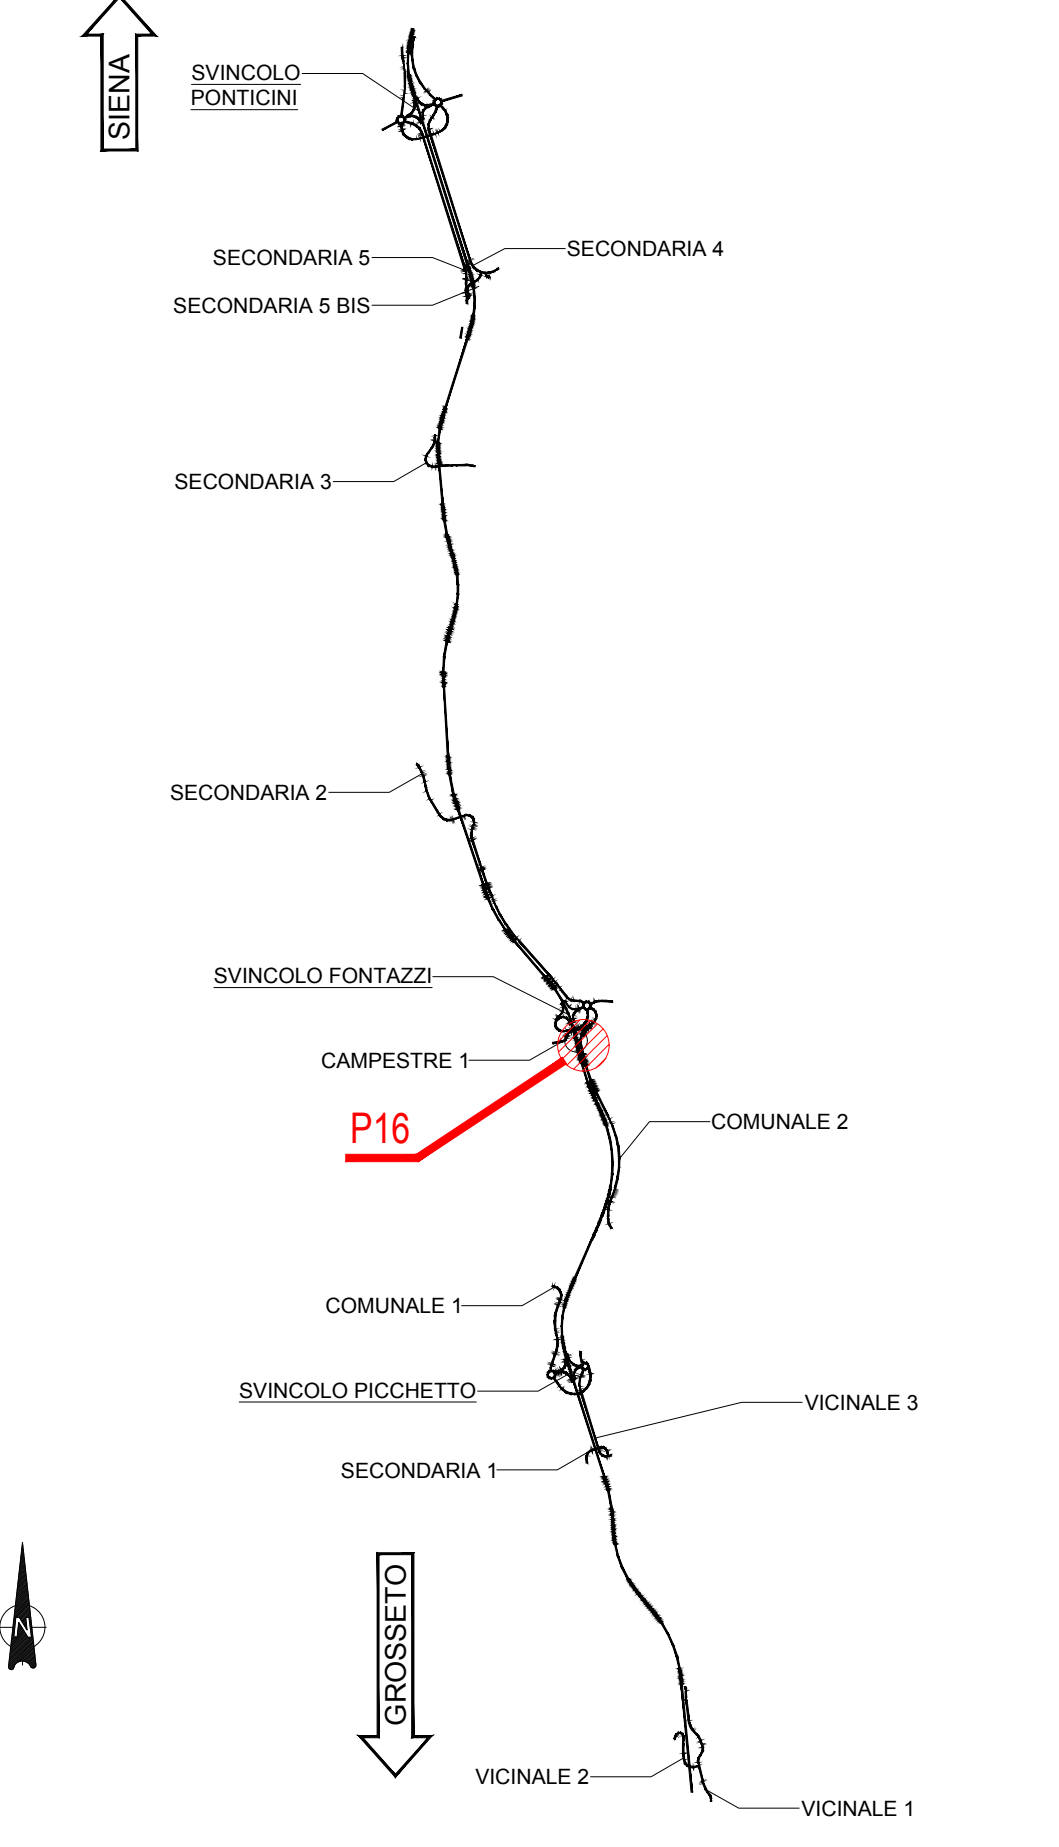 SIENA
SVINCOLO
PONTICINI
SECONDARIA 4
SECONDARIA 5
SECONDARIA 5 BIS
SECONDARIA 3
SECONDARIA 2
SVINCOLO FONTAZZI
CAMPESTRE 1
P16
COMUNALE 2
COMUNALE 1
SVINCOLO PICCHETTO
VICINALE 3
SECONDARIA 1
GROSSETO
N
VICINALE 2
VICINALE 1